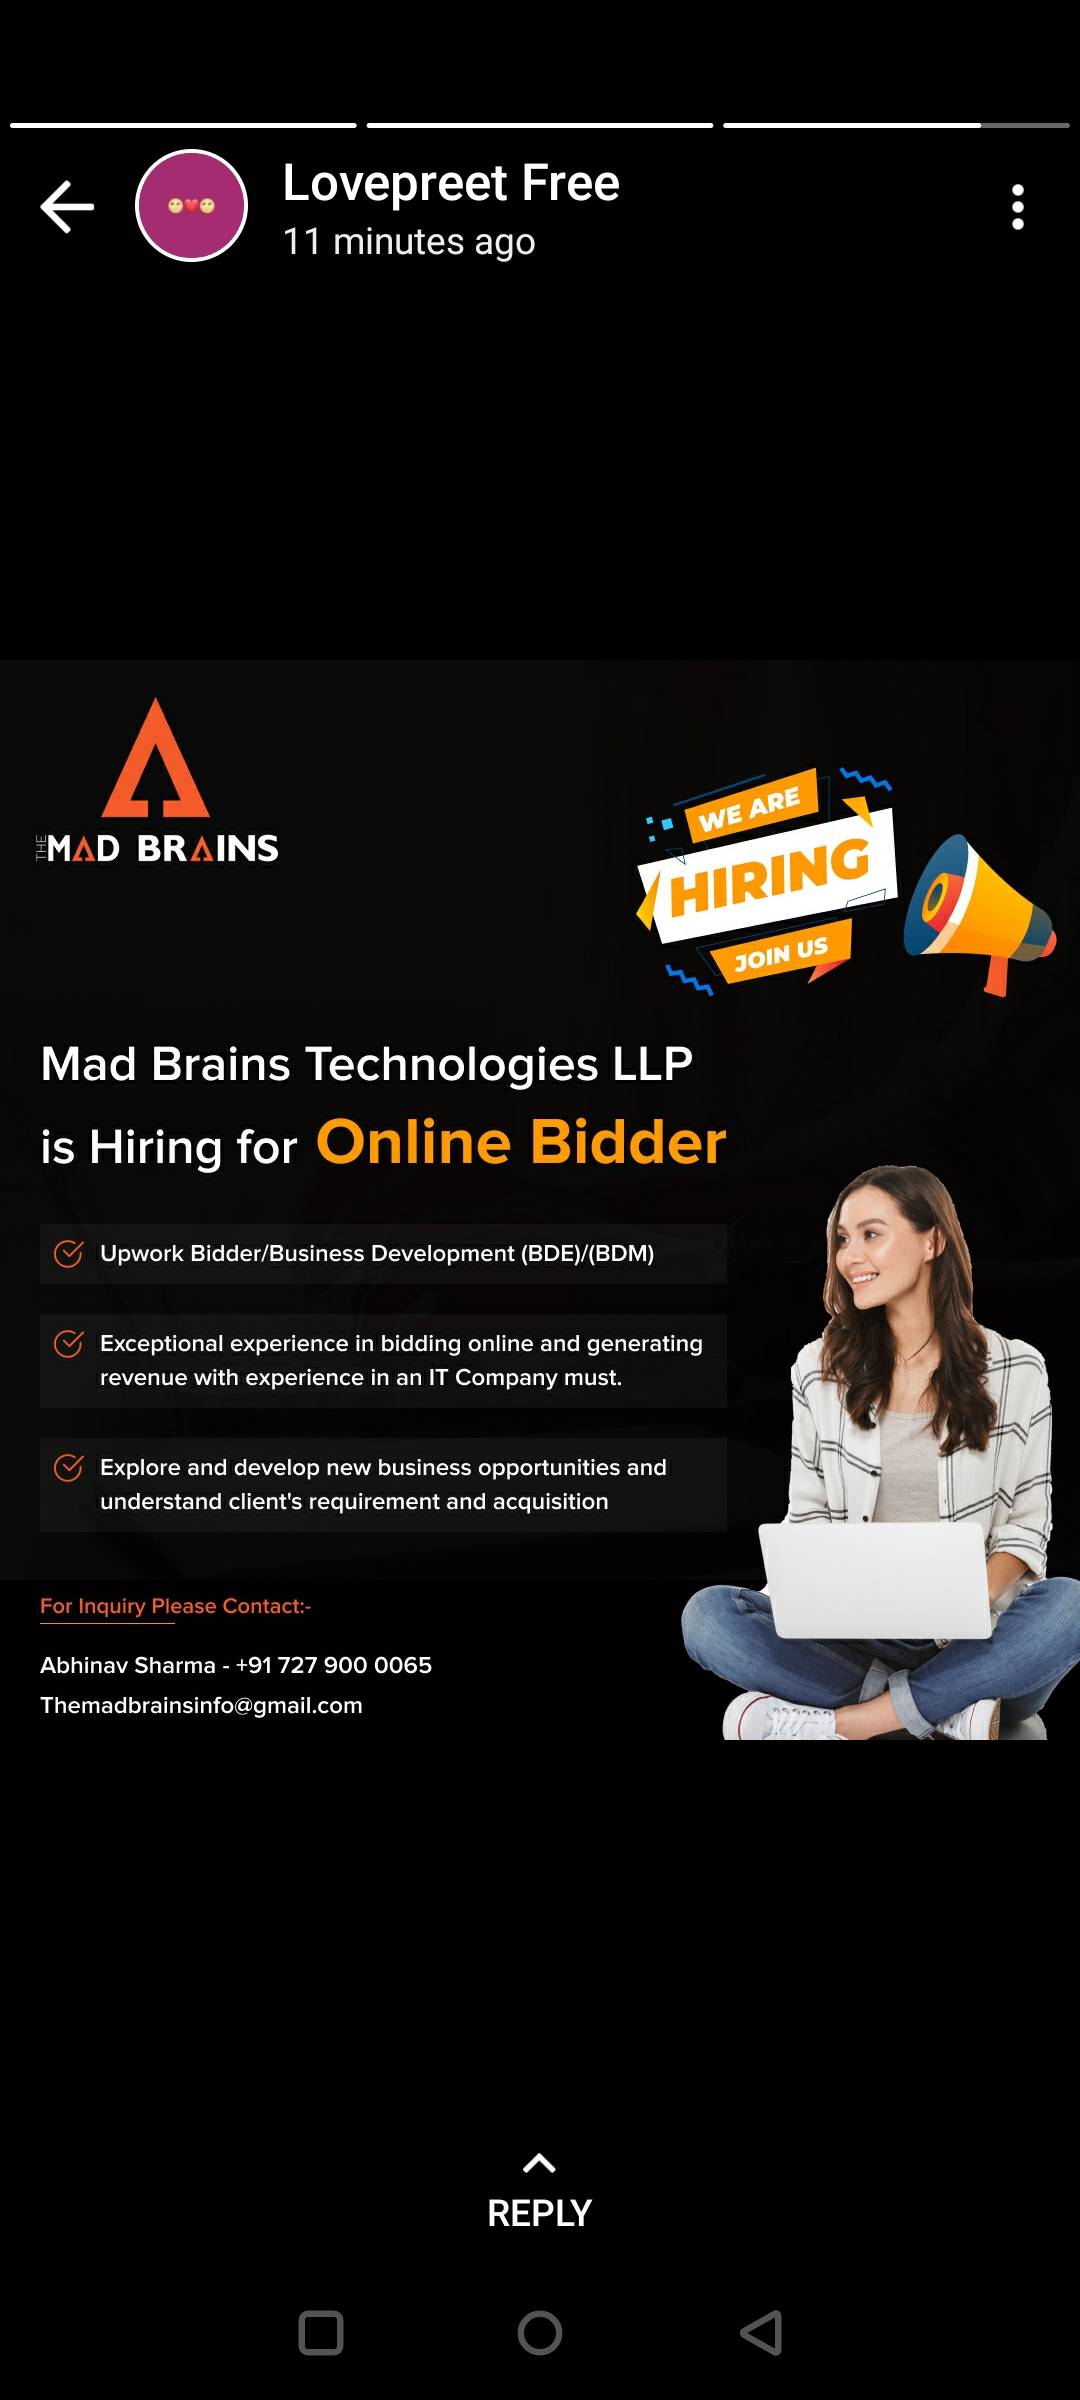 Lovepreet Free
11 minutes ago
THE MAD BRAINS
WE ARE
HIRING
JOIN US
Mad Brains Technologies LLP
is Hiring for Online Bidder
Upwork Bidder/Business Development (BDE)/(BDM)
Exceptional experience in bidding online and generating
revenue with experience in an IT Company must.
Explore and develop new business opportunities and
understand client's requirement and acquisition
For Inquiry Please Contact:-
Abhinav Sharma - +91 727 900 0065
Themadbrainsinfo@gmail.com
REPLY